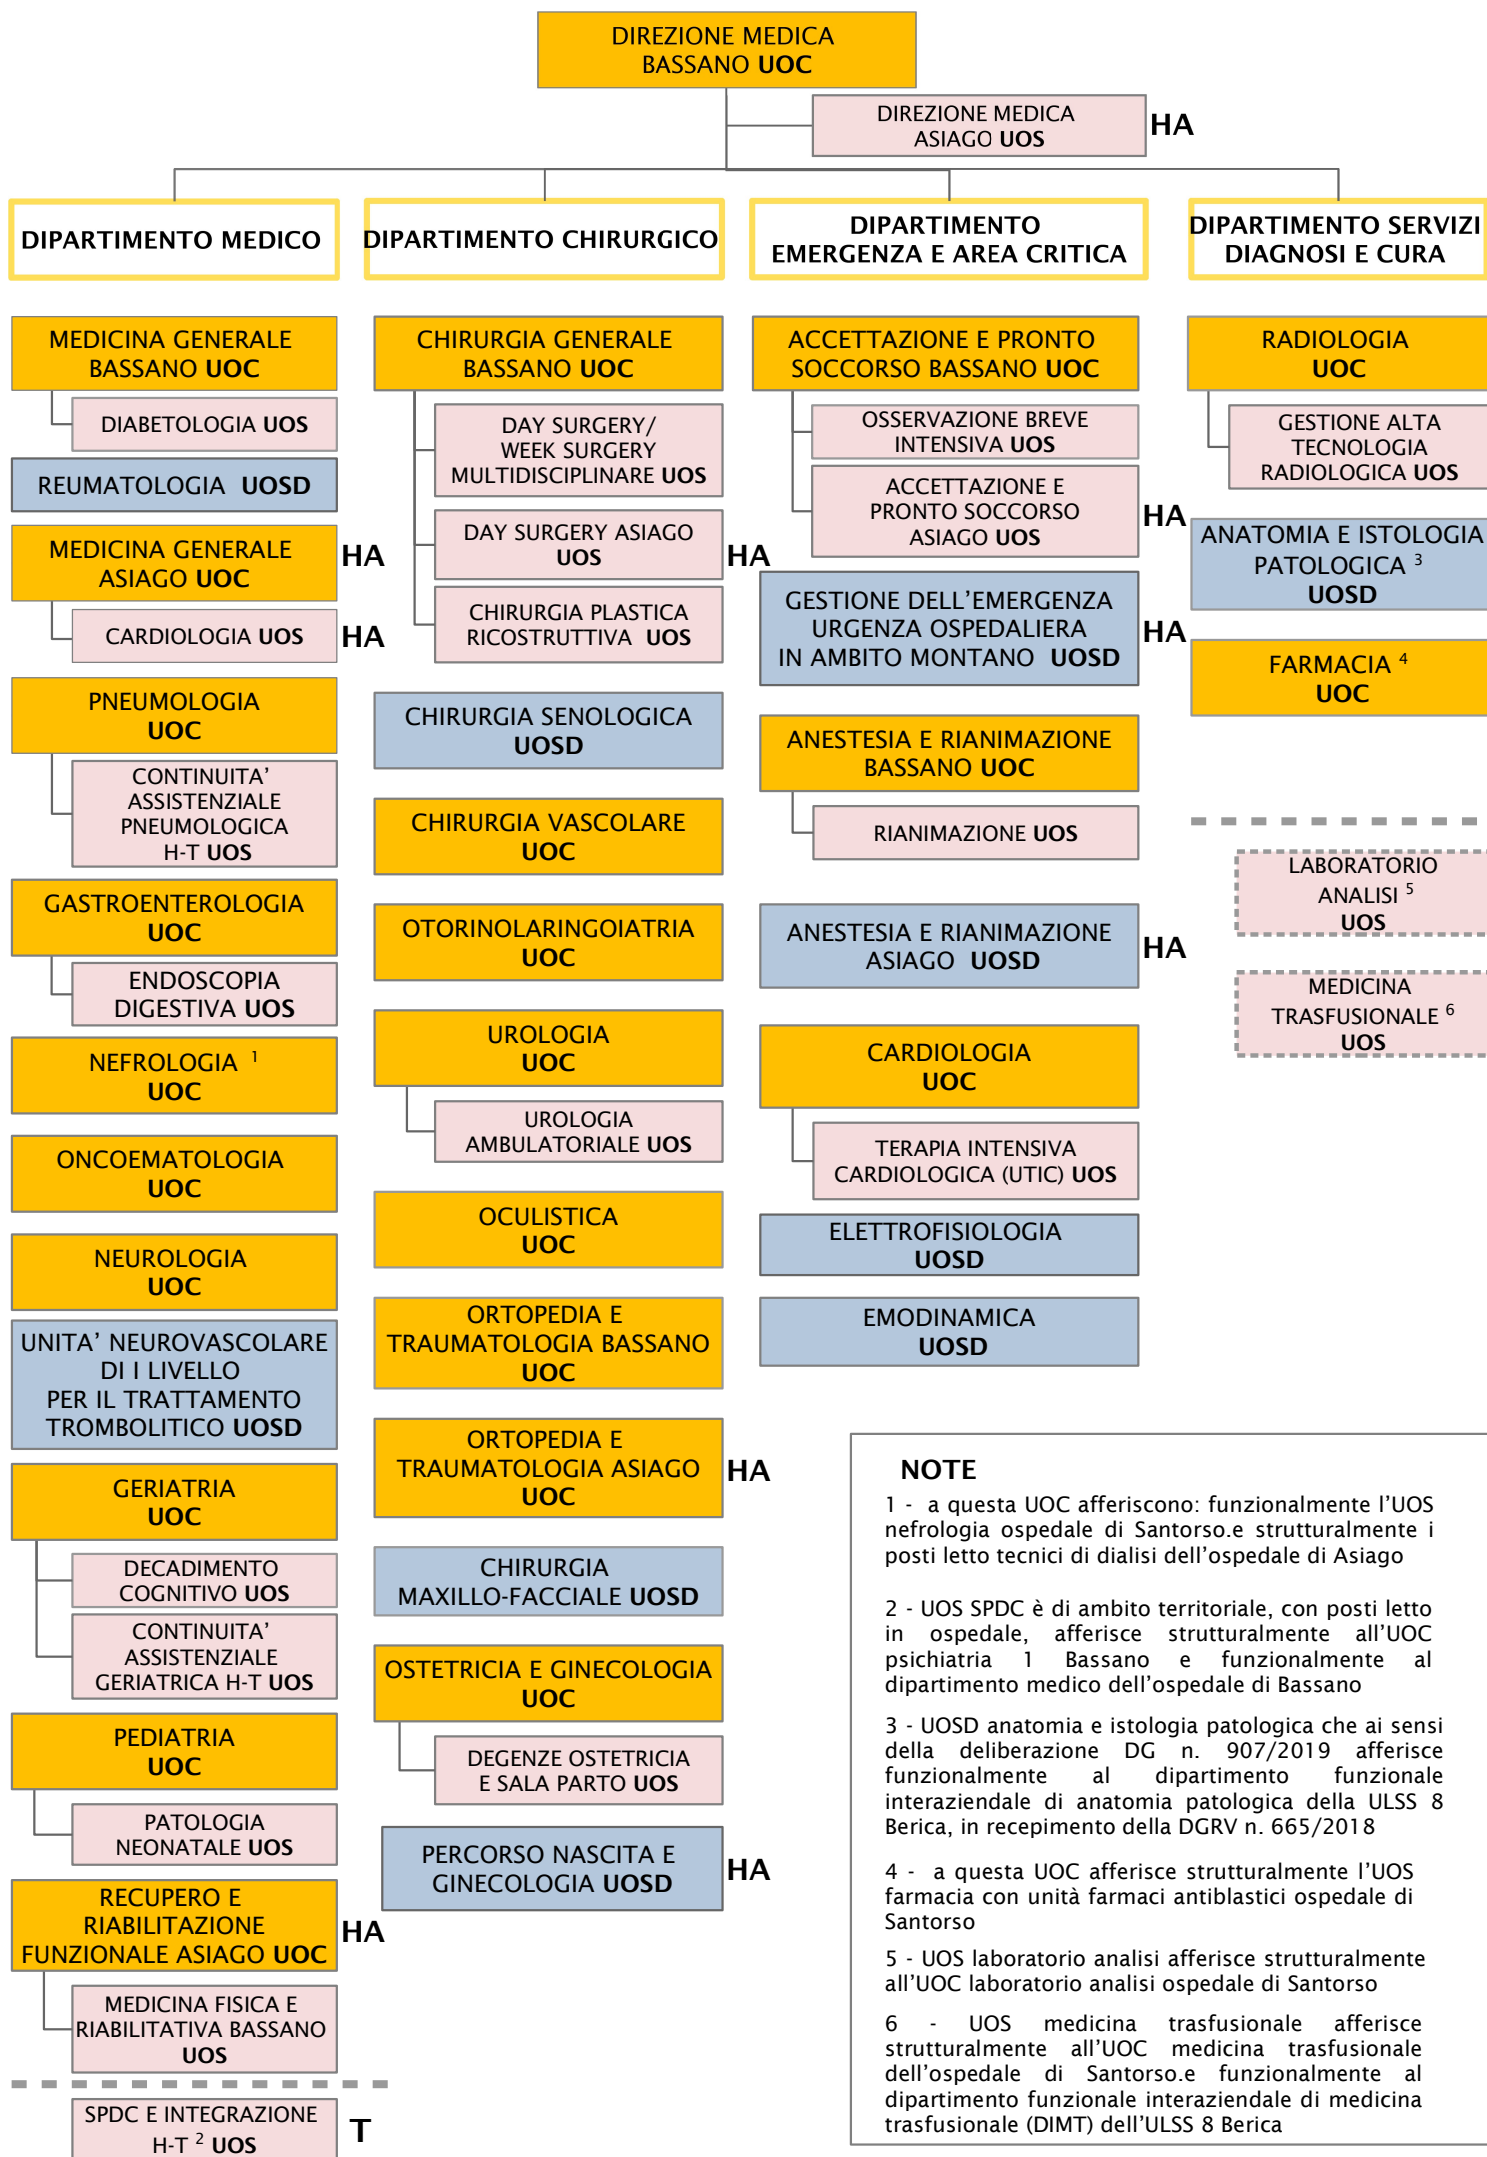 DIREZIONE MEDICA
BASSANO UOC
DIREZIONE MEDICA
ASIAGO UOS
HA
DIPARTIMENTO MEDICO
MEDICINA GENERALE
BASSANO UOC
DIABETOLOGIA UOS
REUMATOLOGIA UOSD
MEDICINA GENERALE
ASIAGO UOC
HA
CARDIOLOGIA UOS
HA
PNEUMOLOGIA
UOC
CONTINUITA’
ASSISTENZIALE
PNEUMOLOGICA
H-T UOS
GASTROENTEROLOGIA
UOC
ENDOSCOPIA
DIGESTIVA UOS
NEFROLOGIA 1
UOC
ONCOEMATOLOGIA
UOC
NEUROLOGIA
UOC
UNITA’ NEUROVASCOLARE
DI I LIVELLO
PER IL TRATTAMENTO
TROMBOLITICO UOSD
GERIATRIA
UOC
DECADIMENTO
COGNITIVO UOS
CONTINUITA’
ASSISTENZIALE
GERIATRICA H-T UOS
PEDIATRIA
UOC
PATOLOGIA
NEONATALE UOS
RECUPERO E
RIABILITAZIONE
FUNZIONALE ASIAGO UOC
HA
MEDICINA FISICA E
RIABILITATIVA BASSANO
UOS
SPDC E INTEGRAZIONE
H-T 2 UOS
T
DIPARTIMENTO CHIRURGICO
CHIRURGIA GENERALE
BASSANO UOC
DAY SURGERY/
WEEK SURGERY
MULTIDISCIPLINARE UOS
DAY SURGERY ASIAGO
UOS
HA
CHIRURGIA PLASTICA
RICOSTRUTTIVA UOS
CHIRURGIA SENOLOGICA
UOSD
CHIRURGIA VASCOLARE
UOC
OTORINOLARINGOIATRIA
UOC
UROLOGIA
UOC
UROLOGIA
AMBULATORIALE UOS
OCULISTICA
UOC
ORTOPEDIA E
TRAUMATOLOGIA BASSANO
UOC
ORTOPEDIA E
TRAUMATOLOGIA ASIAGO
UOC
HA
CHIRURGIA
MAXILLO-FACCIALE UOSD
OSTETRICIA E GINECOLOGIA
UOC
DEGENZE OSTETRICIA
E SALA PARTO UOS
PERCORSO NASCITA E
GINECOLOGIA UOSD
HA
DIPARTIMENTO
EMERGENZA E AREA CRITICA
ACCETTAZIONE E PRONTO
SOCCORSO BASSANO UOC
OSSERVAZIONE BREVE
INTENSIVA UOS
ACCETTAZIONE E
PRONTO SOCCORSO
ASIAGO UOS
HA
GESTIONE DELL’EMERGENZA
URGENZA OSPEDALIERA
IN AMBITO MONTANO UOSD
HA
ANESTESIA E RIANIMAZIONE
BASSANO UOC
RIANIMAZIONE UOS
ANESTESIA E RIANIMAZIONE
ASIAGO UOSD
HA
CARDIOLOGIA
UOC
TERAPIA INTENSIVA
CARDIOLOGICA (UTIC) UOS
ELETTROFISIOLOGIA
UOSD
EMODINAMICA
UOSD
DIPARTIMENTO SERVIZI
DIAGNOSI E CURA
RADIOLOGIA
UOC
GESTIONE ALTA
TECNOLOGIA
RADIOLOGICA UOS
ANATOMIA E ISTOLOGIA
PATOLOGICA 3
UOSD
FARMACIA 4
UOC
LABORATORIO
ANALISI 5
UOS
MEDICINA
TRASFUSIONALE 6
UOS
NOTE
1 - a questa UOC afferiscono: funzionalmente l’UOS
nefrologia ospedale di Santorso.e strutturalmente i
posti letto tecnici di dialisi dell’ospedale di Asiago
2 - UOS SPDC è di ambito territoriale, con posti letto
in ospedale, afferisce strutturalmente all’UOC
psichiatria 1 Bassano e funzionalmente al
dipartimento medico dell’ospedale di Bassano
3 - UOSD anatomia e istologia patologica che ai sensi
della deliberazione DG n. 907/2019 afferisce
funzionalmente al dipartimento funzionale
interaziendale di anatomia patologica della ULSS 8
Berica, in recepimento della DGRV n. 665/2018
4 - a questa UOC afferisce strutturalmente l’UOS
farmacia con unità farmaci antiblastici ospedale di
Santorso
5 - UOS laboratorio analisi afferisce strutturalmente
all’UOC laboratorio analisi ospedale di Santorso
6 - UOS medicina trasfusionale afferisce
strutturalmente all’UOC medicina trasfusionale
dell’ospedale di Santorso.e funzionalmente al
dipartimento funzionale interaziendale di medicina
trasfusionale (DIMT) dell’ULSS 8 Berica